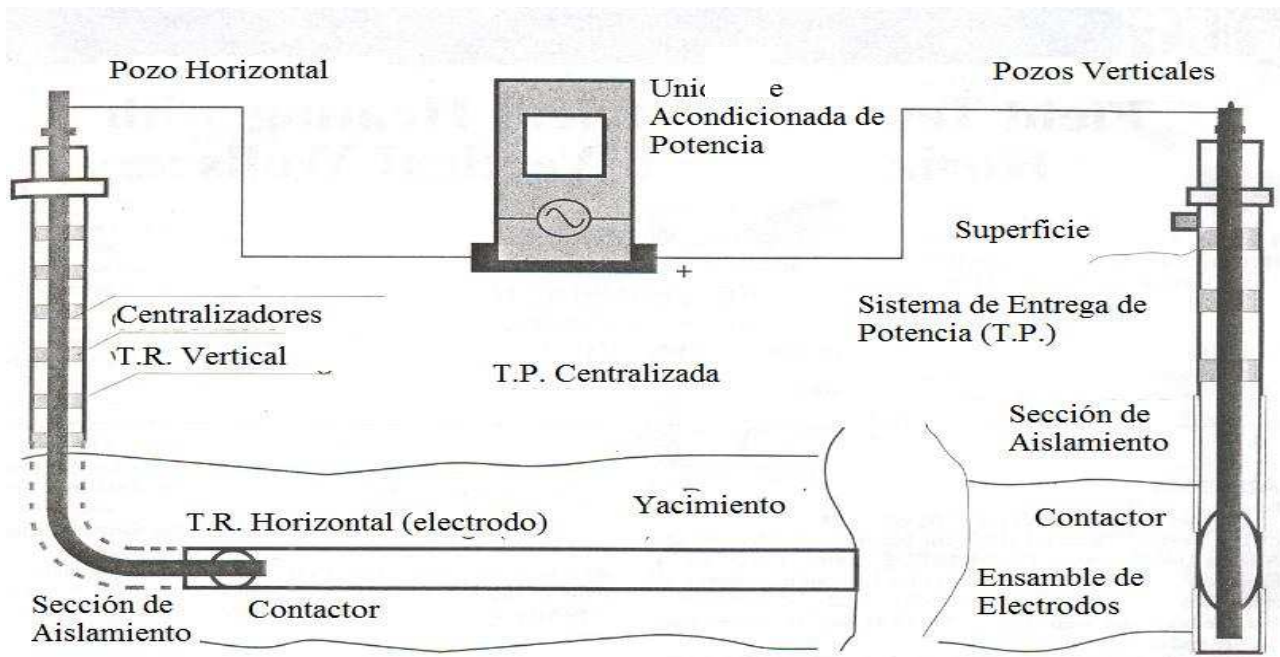 Pozo Horizontal
Acondicionada de
Potencia
Pozos Verticales
Superficie
Centralizadores
T.R. Vertical
T.P. Centralizada
Sistema de Entrega de
Potencia (T.P.)
Sección de
Aislamiento
Yacimiento
T.R. Horizontal (electrodo)
Contactor
Sección de
Aislamiento
Contactor
Ensamble de
Electrodos